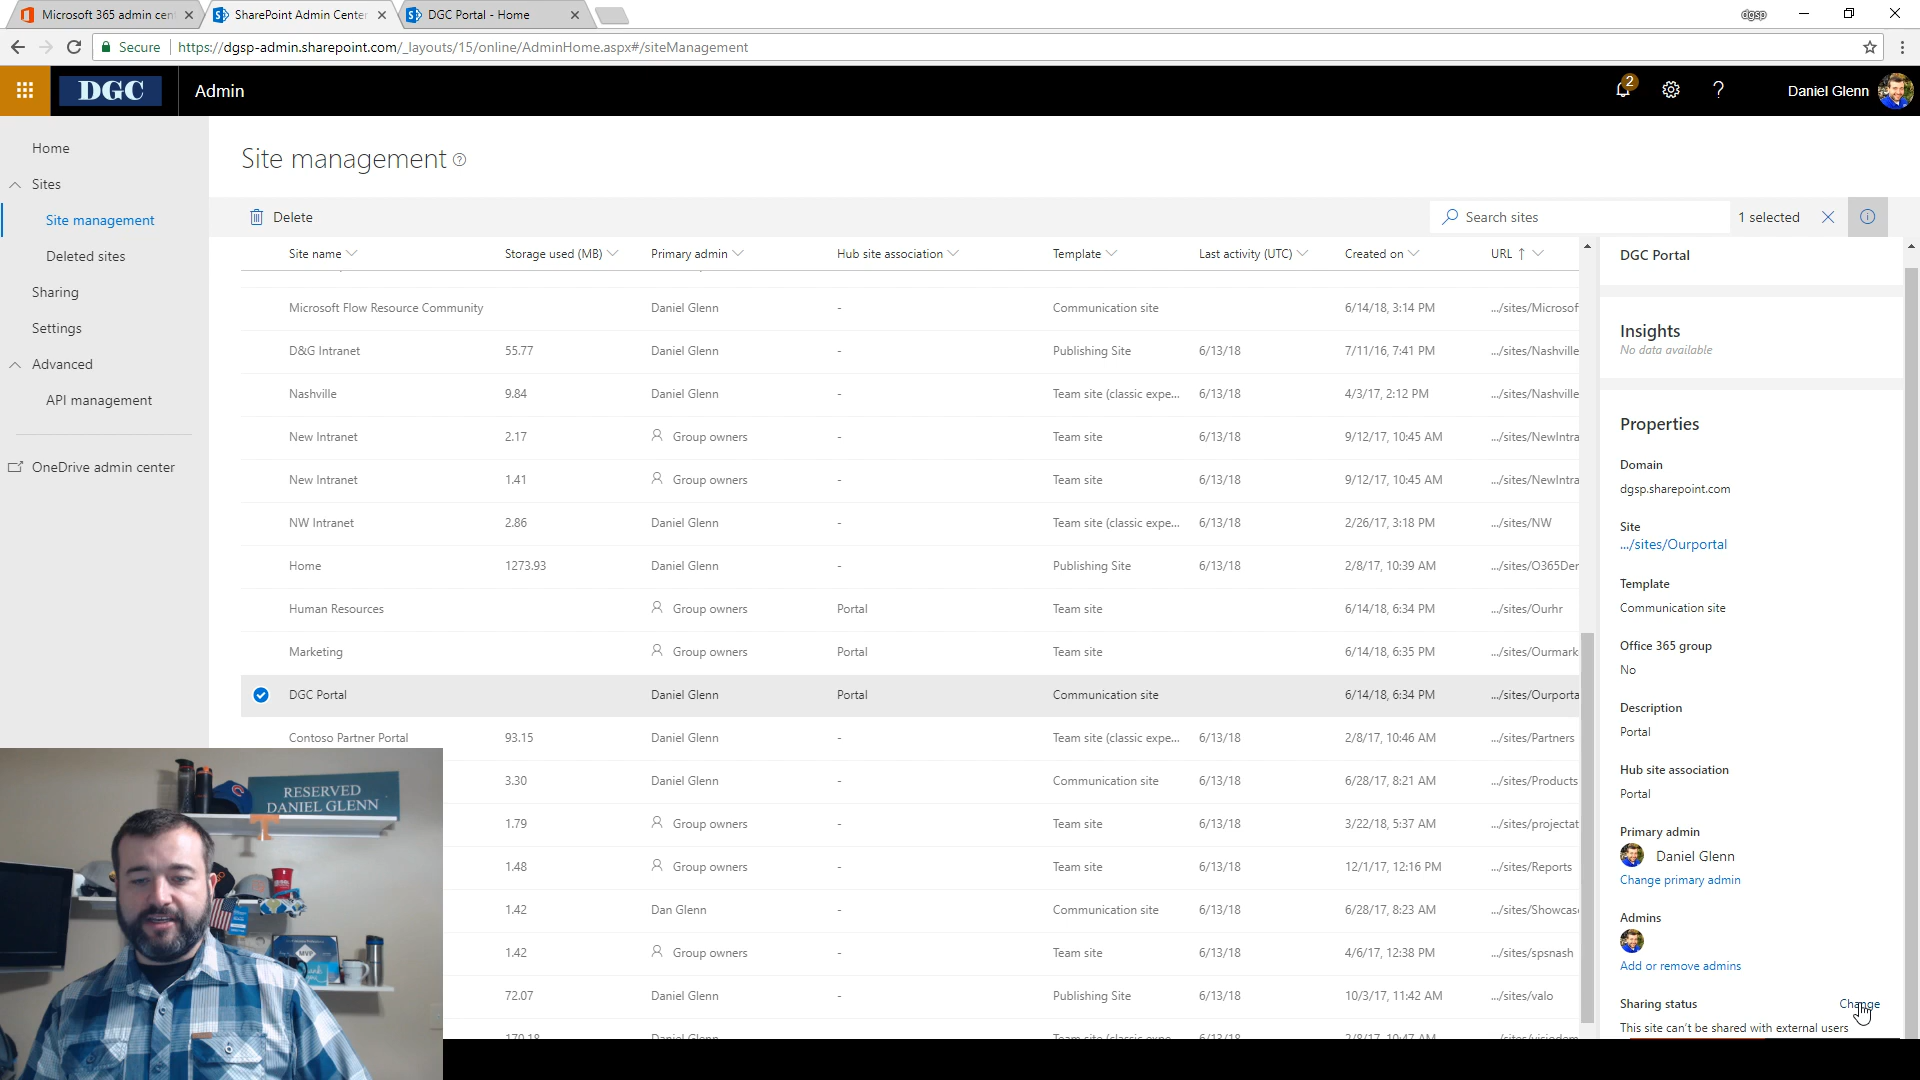 Microsoft 365 admin cent
SharePoint Admin Center
DGC Portal - Home
dgsp
Secure
https://dgsp-admin.sharepoint.com/_layouts/15/online/AdminHome.aspx#/siteManagement
DGC
Admin
2
?
Daniel Glenn
Home
Sites
Site management
Deleted sites
Sharing
Settings
Advanced
API management
OneDrive admin center
Site management ?
Delete
Search sites
1 selected
Site name Storage used (MB) Primary admin Hub site association Template Last activity (UTC) Created on URL ↑
Microsoft Flow Resource Community Daniel Glenn - Communication site 6/14/18, 3:14 PM .../sites/Microsof
D&G Intranet 55.77 Daniel Glenn - Publishing Site 6/13/18 7/11/16, 7:41 PM .../sites/Nashville
Nashville 9.84 Daniel Glenn - Team site (classic expe... 6/13/18 4/3/17, 2:12 PM .../sites/Nashville
New Intranet 2.17 Group owners - Team site 6/13/18 9/12/17, 10:45 AM .../sites/NewIntra
New Intranet 1.41 Group owners - Team site 6/13/18 9/12/17, 10:45 AM .../sites/NewIntra
NW Intranet 2.86 Daniel Glenn - Team site (classic expe... 6/13/18 2/26/17, 3:18 PM .../sites/NW
Home 1273.93 Daniel Glenn - Publishing Site 6/13/18 2/8/17, 10:39 AM .../sites/O365Der
Human Resources Group owners Portal Team site 6/14/18, 6:34 PM .../sites/Ourhr
Marketing Group owners Portal Team site 6/14/18, 6:35 PM .../sites/Ourmark
DGC Portal Daniel Glenn Portal Communication site 6/14/18, 6:34 PM .../sites/Ourporta
Contoso Partner Portal 93.15 Daniel Glenn - Team site (classic expe... 6/13/18 2/8/17, 10:46 AM .../sites/Partners
3.30 Daniel Glenn - Communication site 6/13/18 6/28/17, 8:21 AM .../sites/Products
1.79 Group owners - Team site 6/13/18 3/22/18, 5:37 AM .../sites/projectat
1.48 Group owners - Team site 6/13/18 12/1/17, 12:16 PM .../sites/Reports
1.42 Dan Glenn - Communication site 6/13/18 6/28/17, 8:23 AM .../sites/Showcas
1.42 Group owners - Team site 6/13/18 4/6/17, 12:38 PM .../sites/spsnash
72.07 Daniel Glenn - Publishing Site 6/13/18 10/3/17, 11:42 AM .../sites/valo
170.18 Daniel Glenn - Team site (classic expe... 6/13/18 2/8/17, 10:47 AM
DGC Portal
Insights
No data available
Properties
Domain
dgsp.sharepoint.com
Site
.../sites/Ourportal
Template
Communication site
Office 365 group
No
Description
Portal
Hub site association
Portal
Primary admin
Daniel Glenn
Change primary admin
Admins
Add or remove admins
Sharing status
Change
This site can't be shared with external users
RESERVED
DANIEL GLENN
MVP